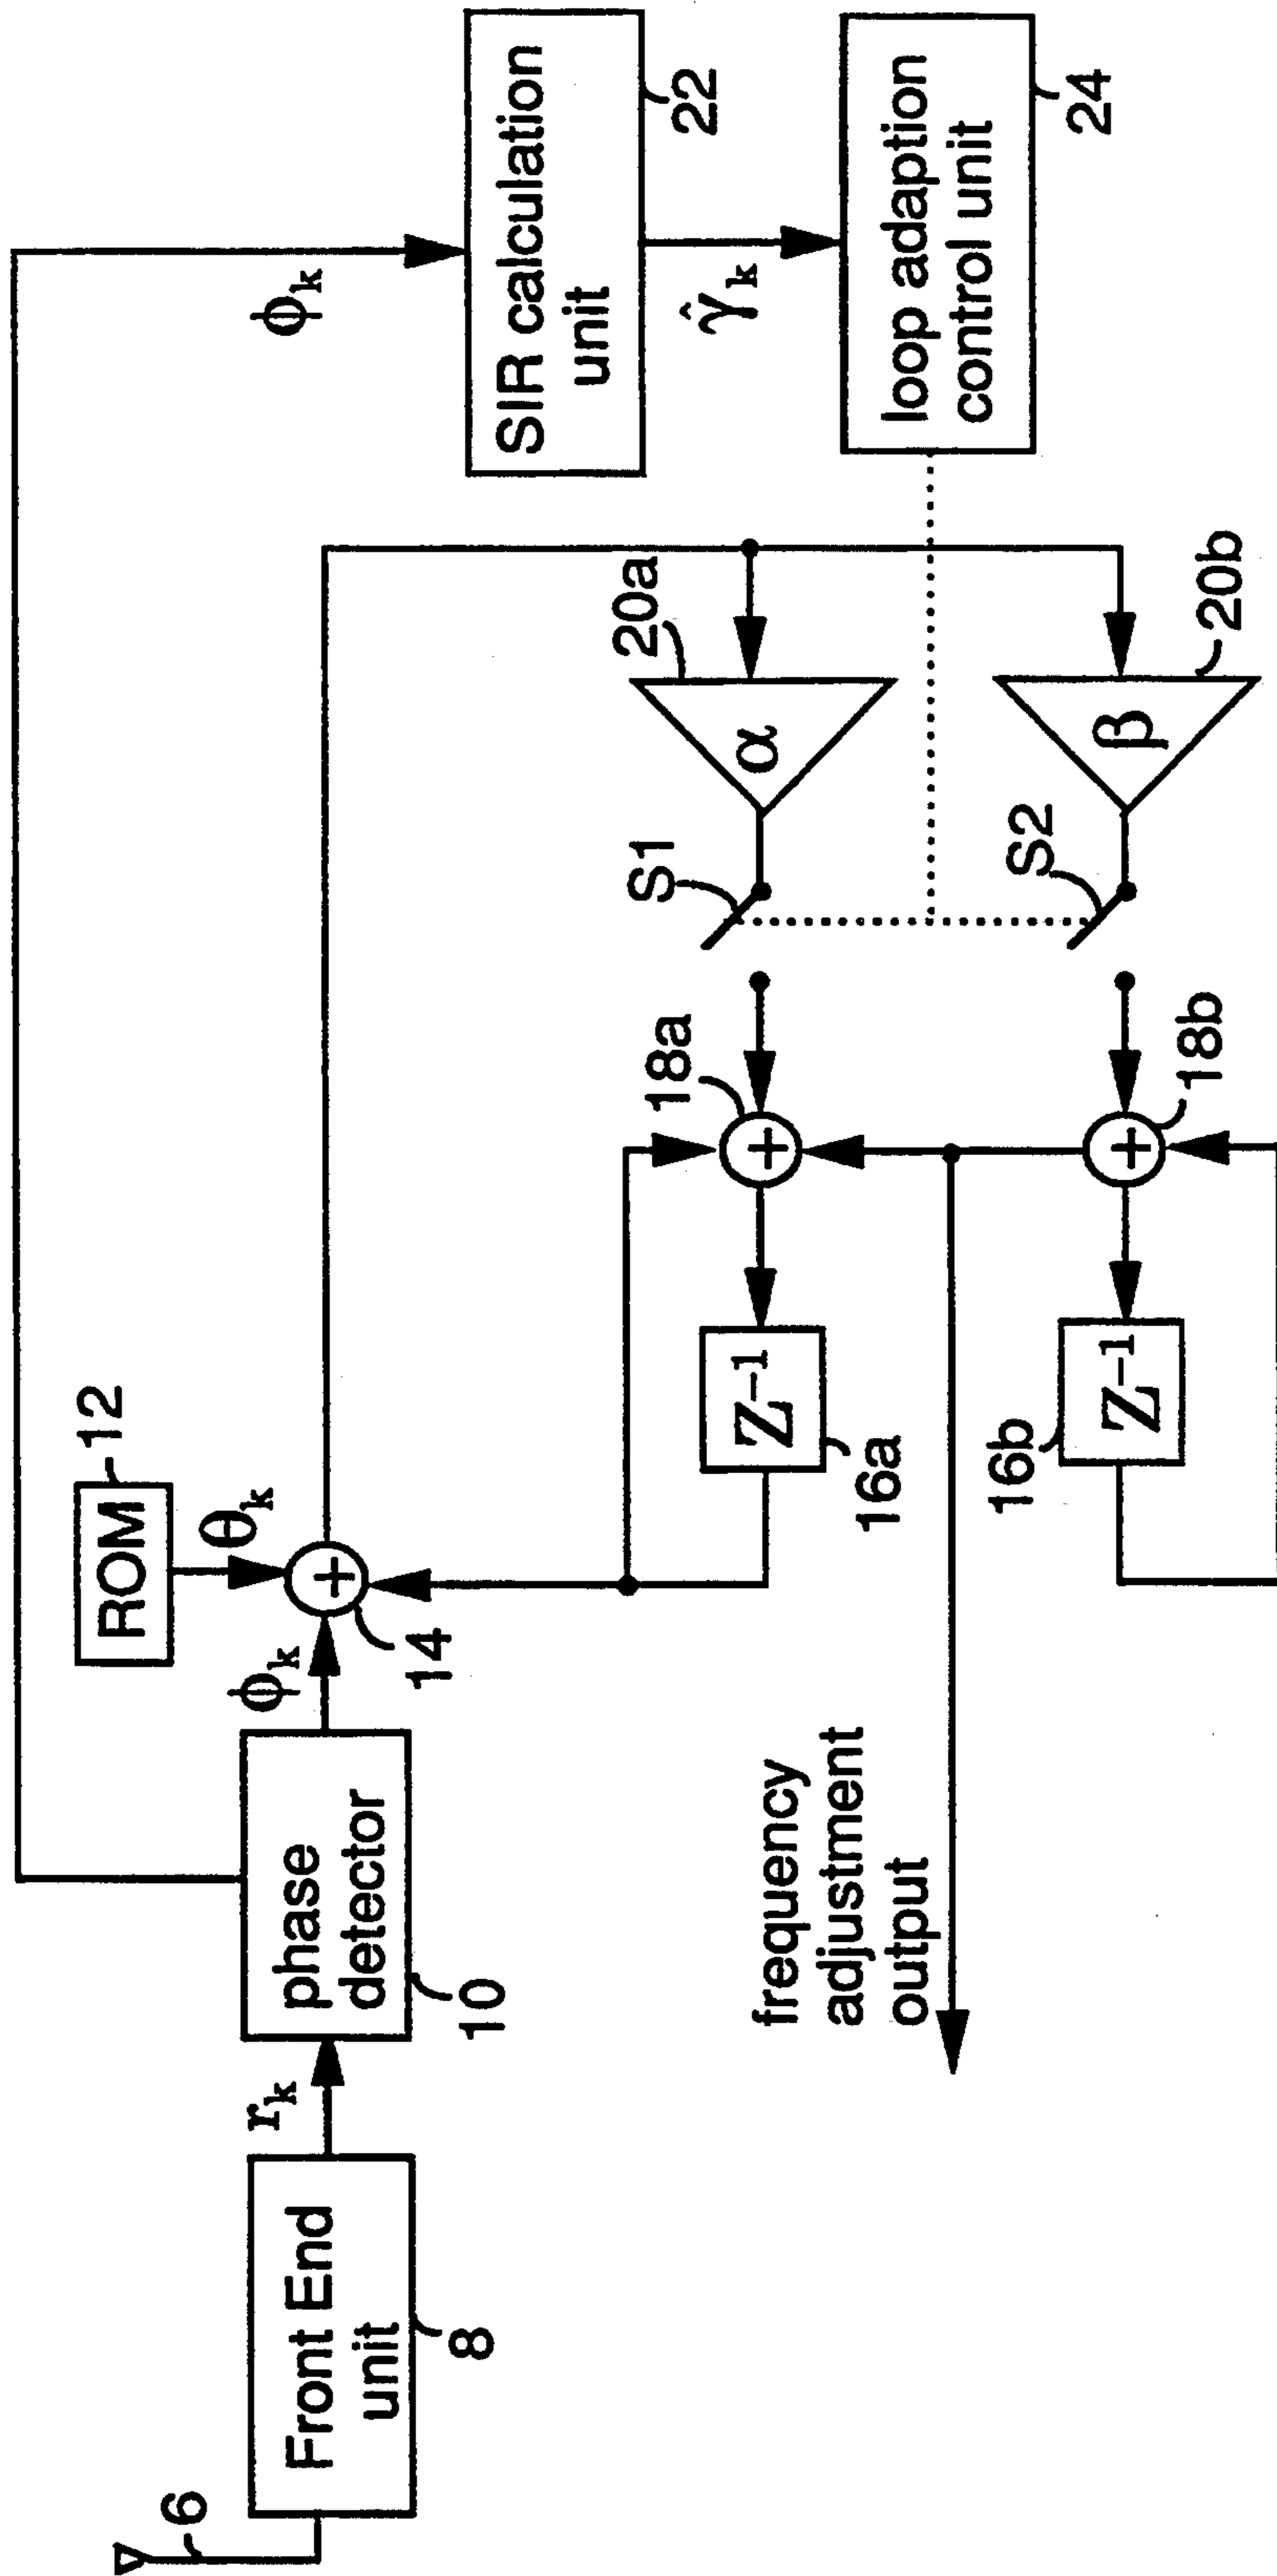 6
Front End
unit
8
r_k
phase
detector
10
ϕ_k
14
+
ROM
12
θ_k
ϕ_k
SIR calculation
unit
22
γ̂_k
loop adaption
control unit
24
20a
α
S1
18a
+
Z⁻¹
16a
20b
β
S2
18b
+
Z⁻¹
16b
frequency
adjustment
output